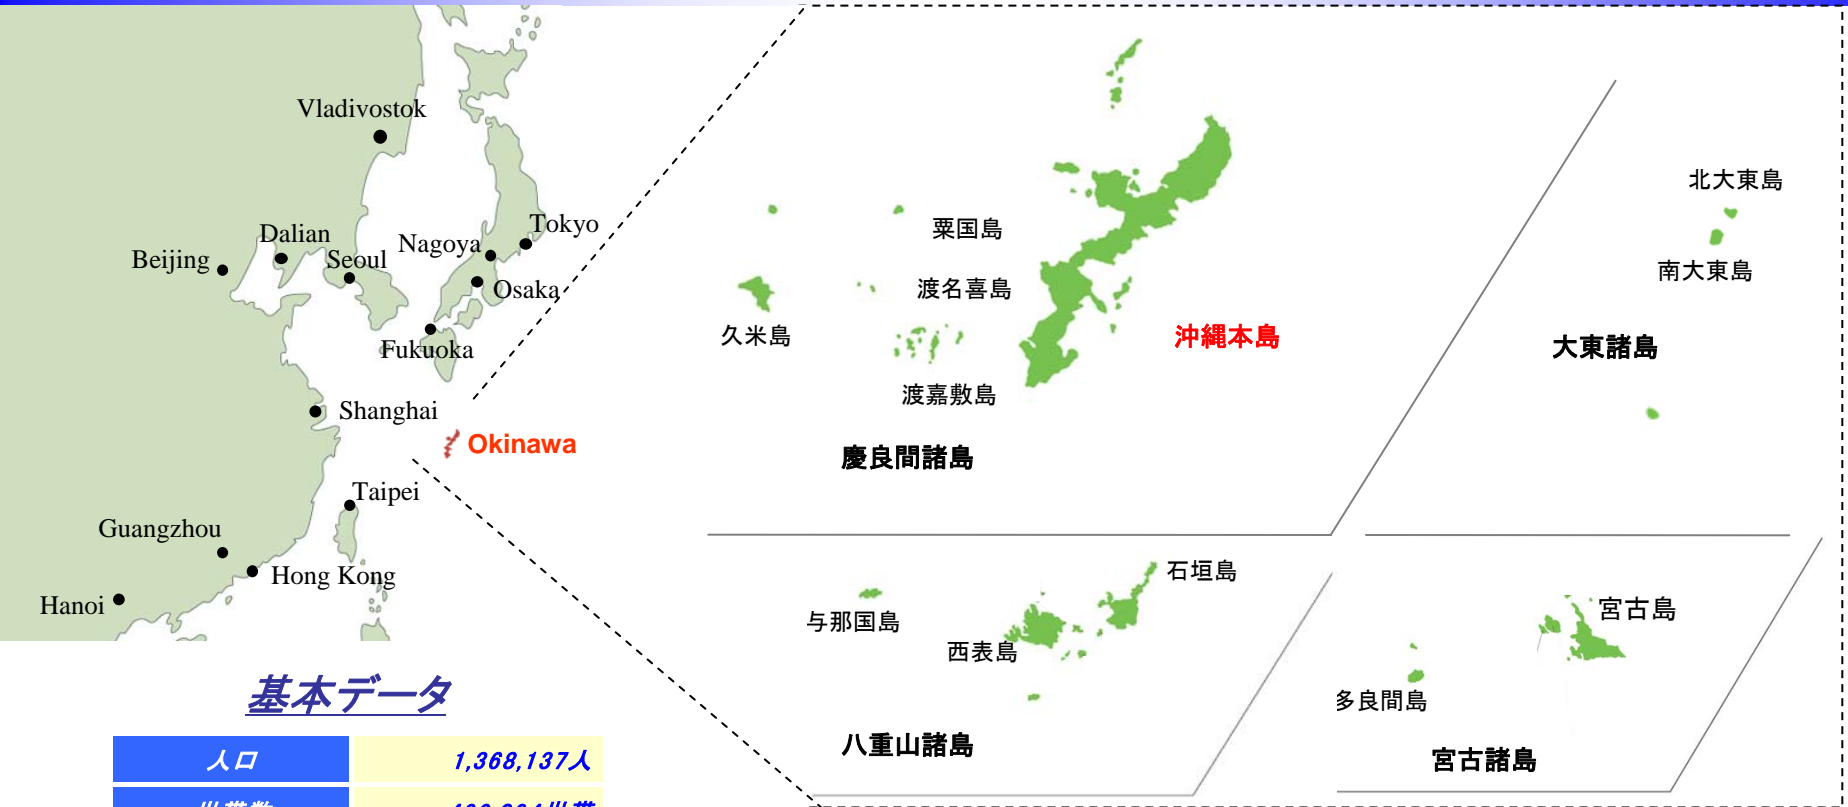 Vladivostok
Tokyo
Nagoya
Dalian
Beijing
Seoul
Osaka
Fukuoka
Shanghai
Okinawa
Taipei
Guangzhou
Hong Kong
Hanoi
粟国島
渡名喜島
久米島
沖縄本島
渡嘉敷島
慶良間諸島
北大東島
南大東島
大東諸島
石垣島
与那国島
西表島
八重山諸島
宮古島
多良間島
宮古諸島
基本データ
人口 1,368,137人
世帯数